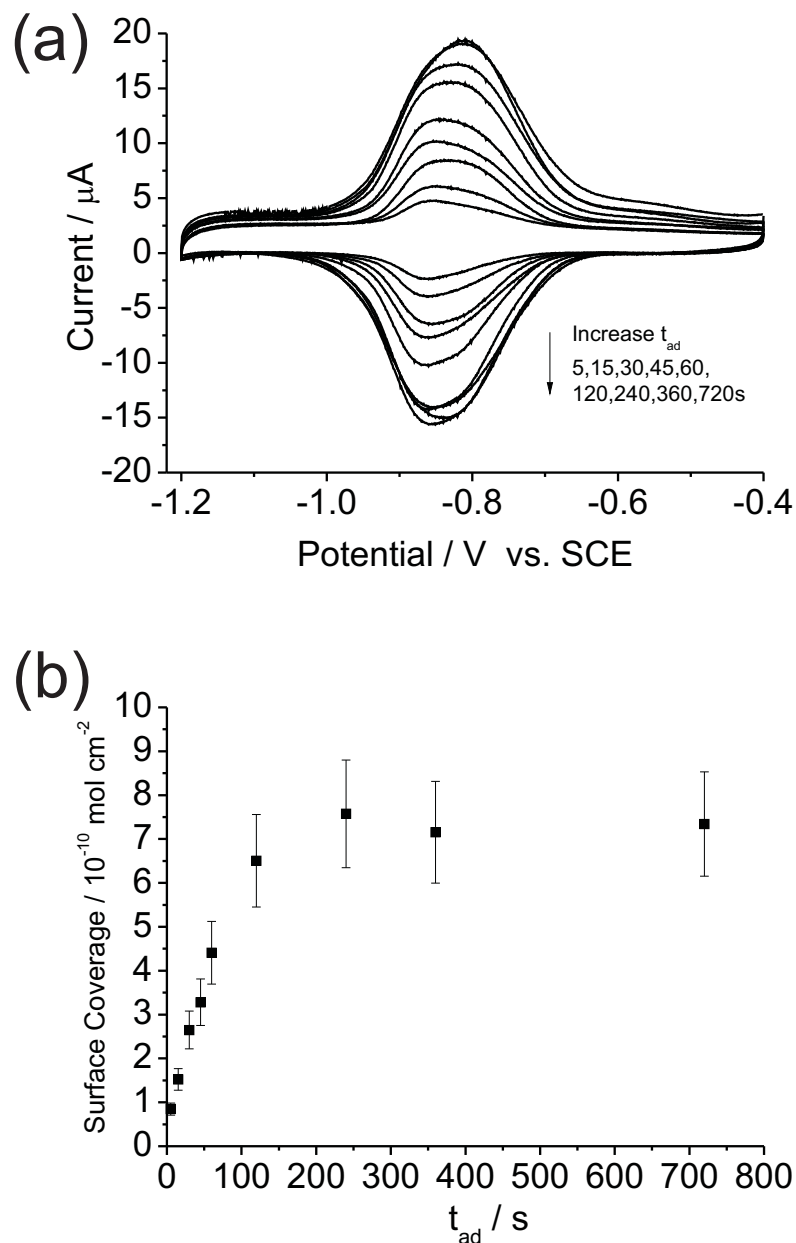 (a)
20
15
10
5
0
-5
-10
-15
-20
Current / μA
Increase t_ad
5,15,30,45,60,
120,240,360,720s
-1.2 -1.0 -0.8 -0.6 -0.4
Potential / V vs. SCE
(b)
10
9
8
7
6
5
4
3
2
1
0
Surface Coverage / 10⁻¹⁰ mol cm⁻²
0 100 200 300 400 500 600 700 800
t_ad / s